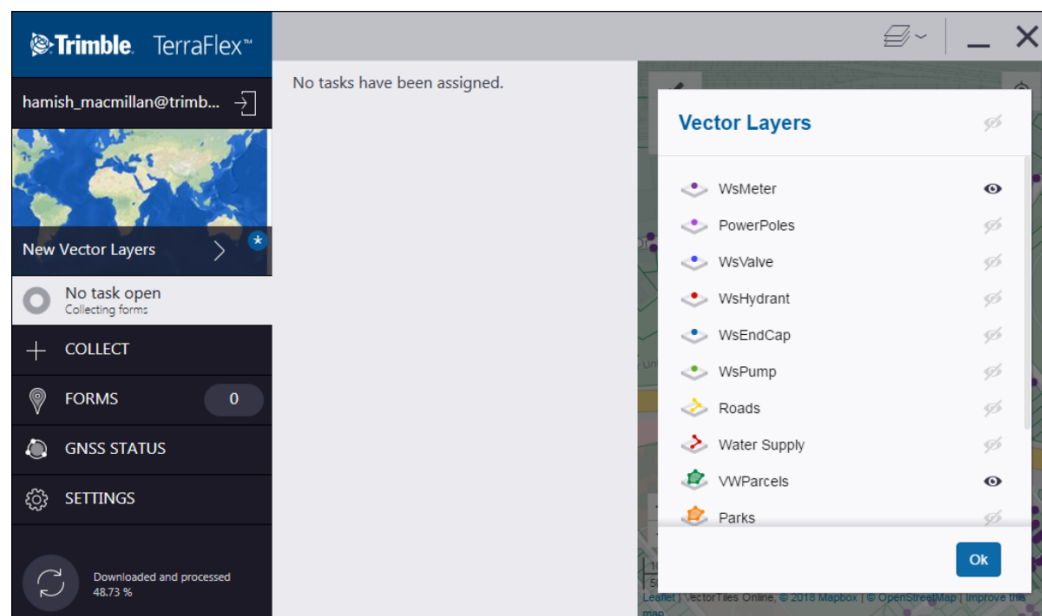 Trimble. TerraFlex™
hamish_macmillan@trimb...
New Vector Layers
No task open
Collecting forms
COLLECT
FORMS 0
GNSS STATUS
SETTINGS
Downloaded and processed
48.73 %
No tasks have been assigned.
Vector Layers
WsMeter
PowerPoles
WsValve
WsHydrant
WsEndCap
WsPump
Roads
Water Supply
VWParcels
Parks
Ok
Leaflet | VectorTiles Online, © 2018 Mapbox | © OpenStreetMap | Improve this
map